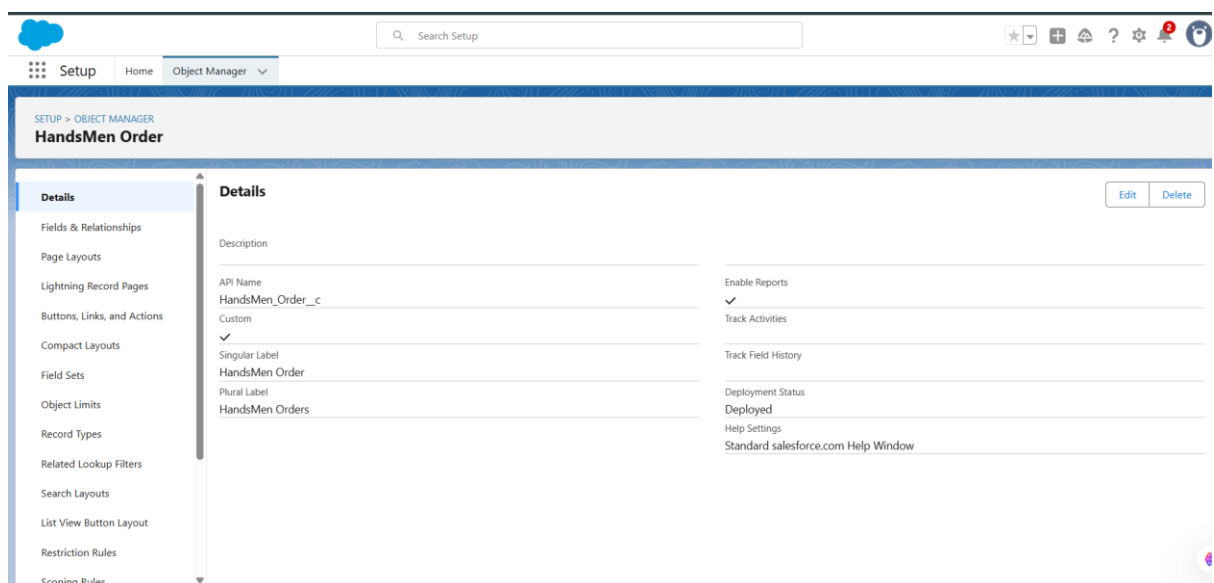 Search Setup
2
Setup
Home
Object Manager
SETUP > OBJECT MANAGER
HandsMen Order
Details
Fields & Relationships
Page Layouts
Lightning Record Pages
Buttons, Links, and Actions
Compact Layouts
Field Sets
Object Limits
Record Types
Related Lookup Filters
Search Layouts
List View Button Layout
Restriction Rules
Scoping Rules
Details
Edit
Delete
Description
API Name
HandsMen_Order__c
Custom
Singular Label
HandsMen Order
Plural Label
HandsMen Orders
Enable Reports
Track Activities
Track Field History
Deployment Status
Deployed
Help Settings
Standard salesforce.com Help Window